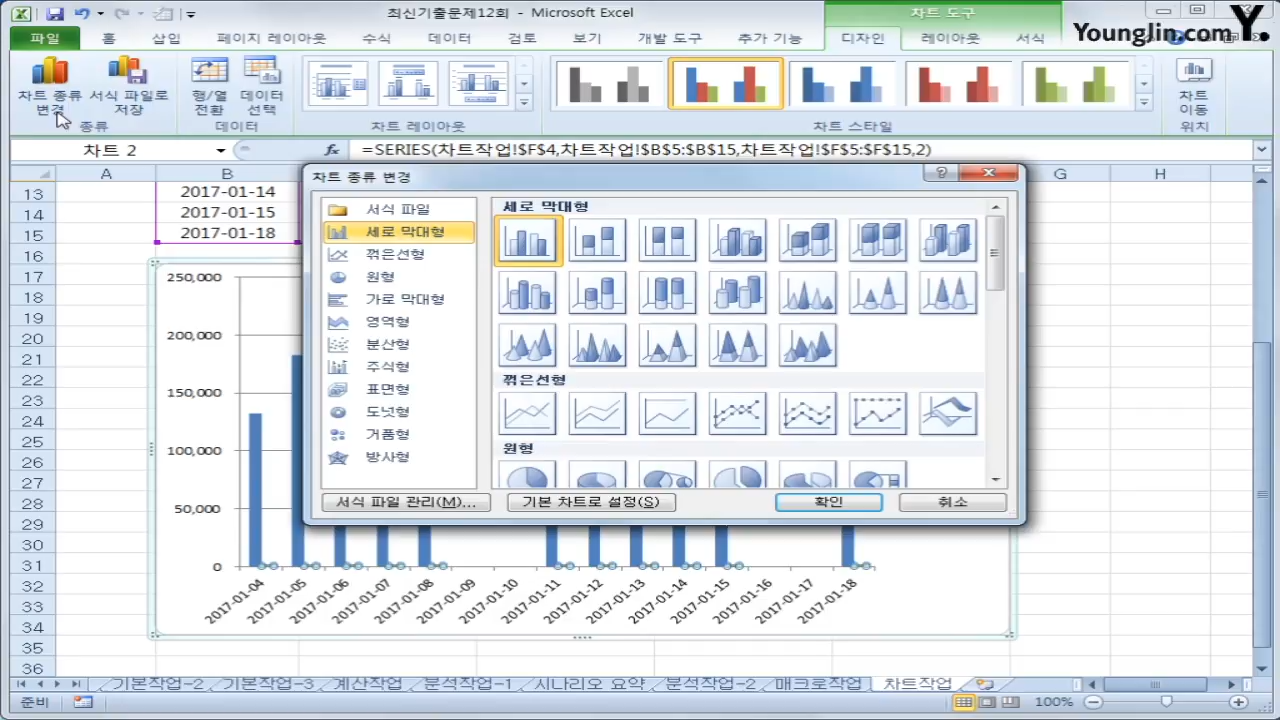 최신기출문제12회 - Microsoft Excel
차트 도구
Younglin.com Y.
파일 홈 삽입 페이지 레이아웃 수식 데이터 검토 보기 개발 도구 추가 기능 디자인 레이아웃 서식
차트 종류 변경
서식 파일로 저장
행/열 전환
데이터 선택
차트 이동
종류 데이터 차트 레이아웃 차트 스타일 위치
차트 2
fx =SERIES(차트작업!$F$4,차트작업!$B$5:$B$15,차트작업!$F$5:$F$15,2)
A B G H
13 2017-01-14
14 2017-01-15
15 2017-01-18
16
17
18
19
20
21
22
23
24
25
26
27
28
29
30
31
32
33
34
35
36
250,000
200,000
150,000
100,000
50,000
0
2017-01-04 2017-01-05 2017-01-06 2017-01-07 2017-01-08 2017-01-09 2017-01-10 2017-01-11 2017-01-12 2017-01-13 2017-01-14 2017-01-15 2017-01-16 2017-01-17 2017-01-18
차트 종류 변경
서식 파일
세로 막대형
꺾은선형
원형
가로 막대형
영역형
분산형
주식형
표면형
도넛형
거품형
방사형
세로 막대형
꺾은선형
원형
서식 파일 관리(M)... 기본 차트로 설정(S) 확인 취소
기본작업-2 기본작업-3 계산작업 분석작업-1 시나리오 요약 분석작업-2 매크로작업 차트작업
준비 100%